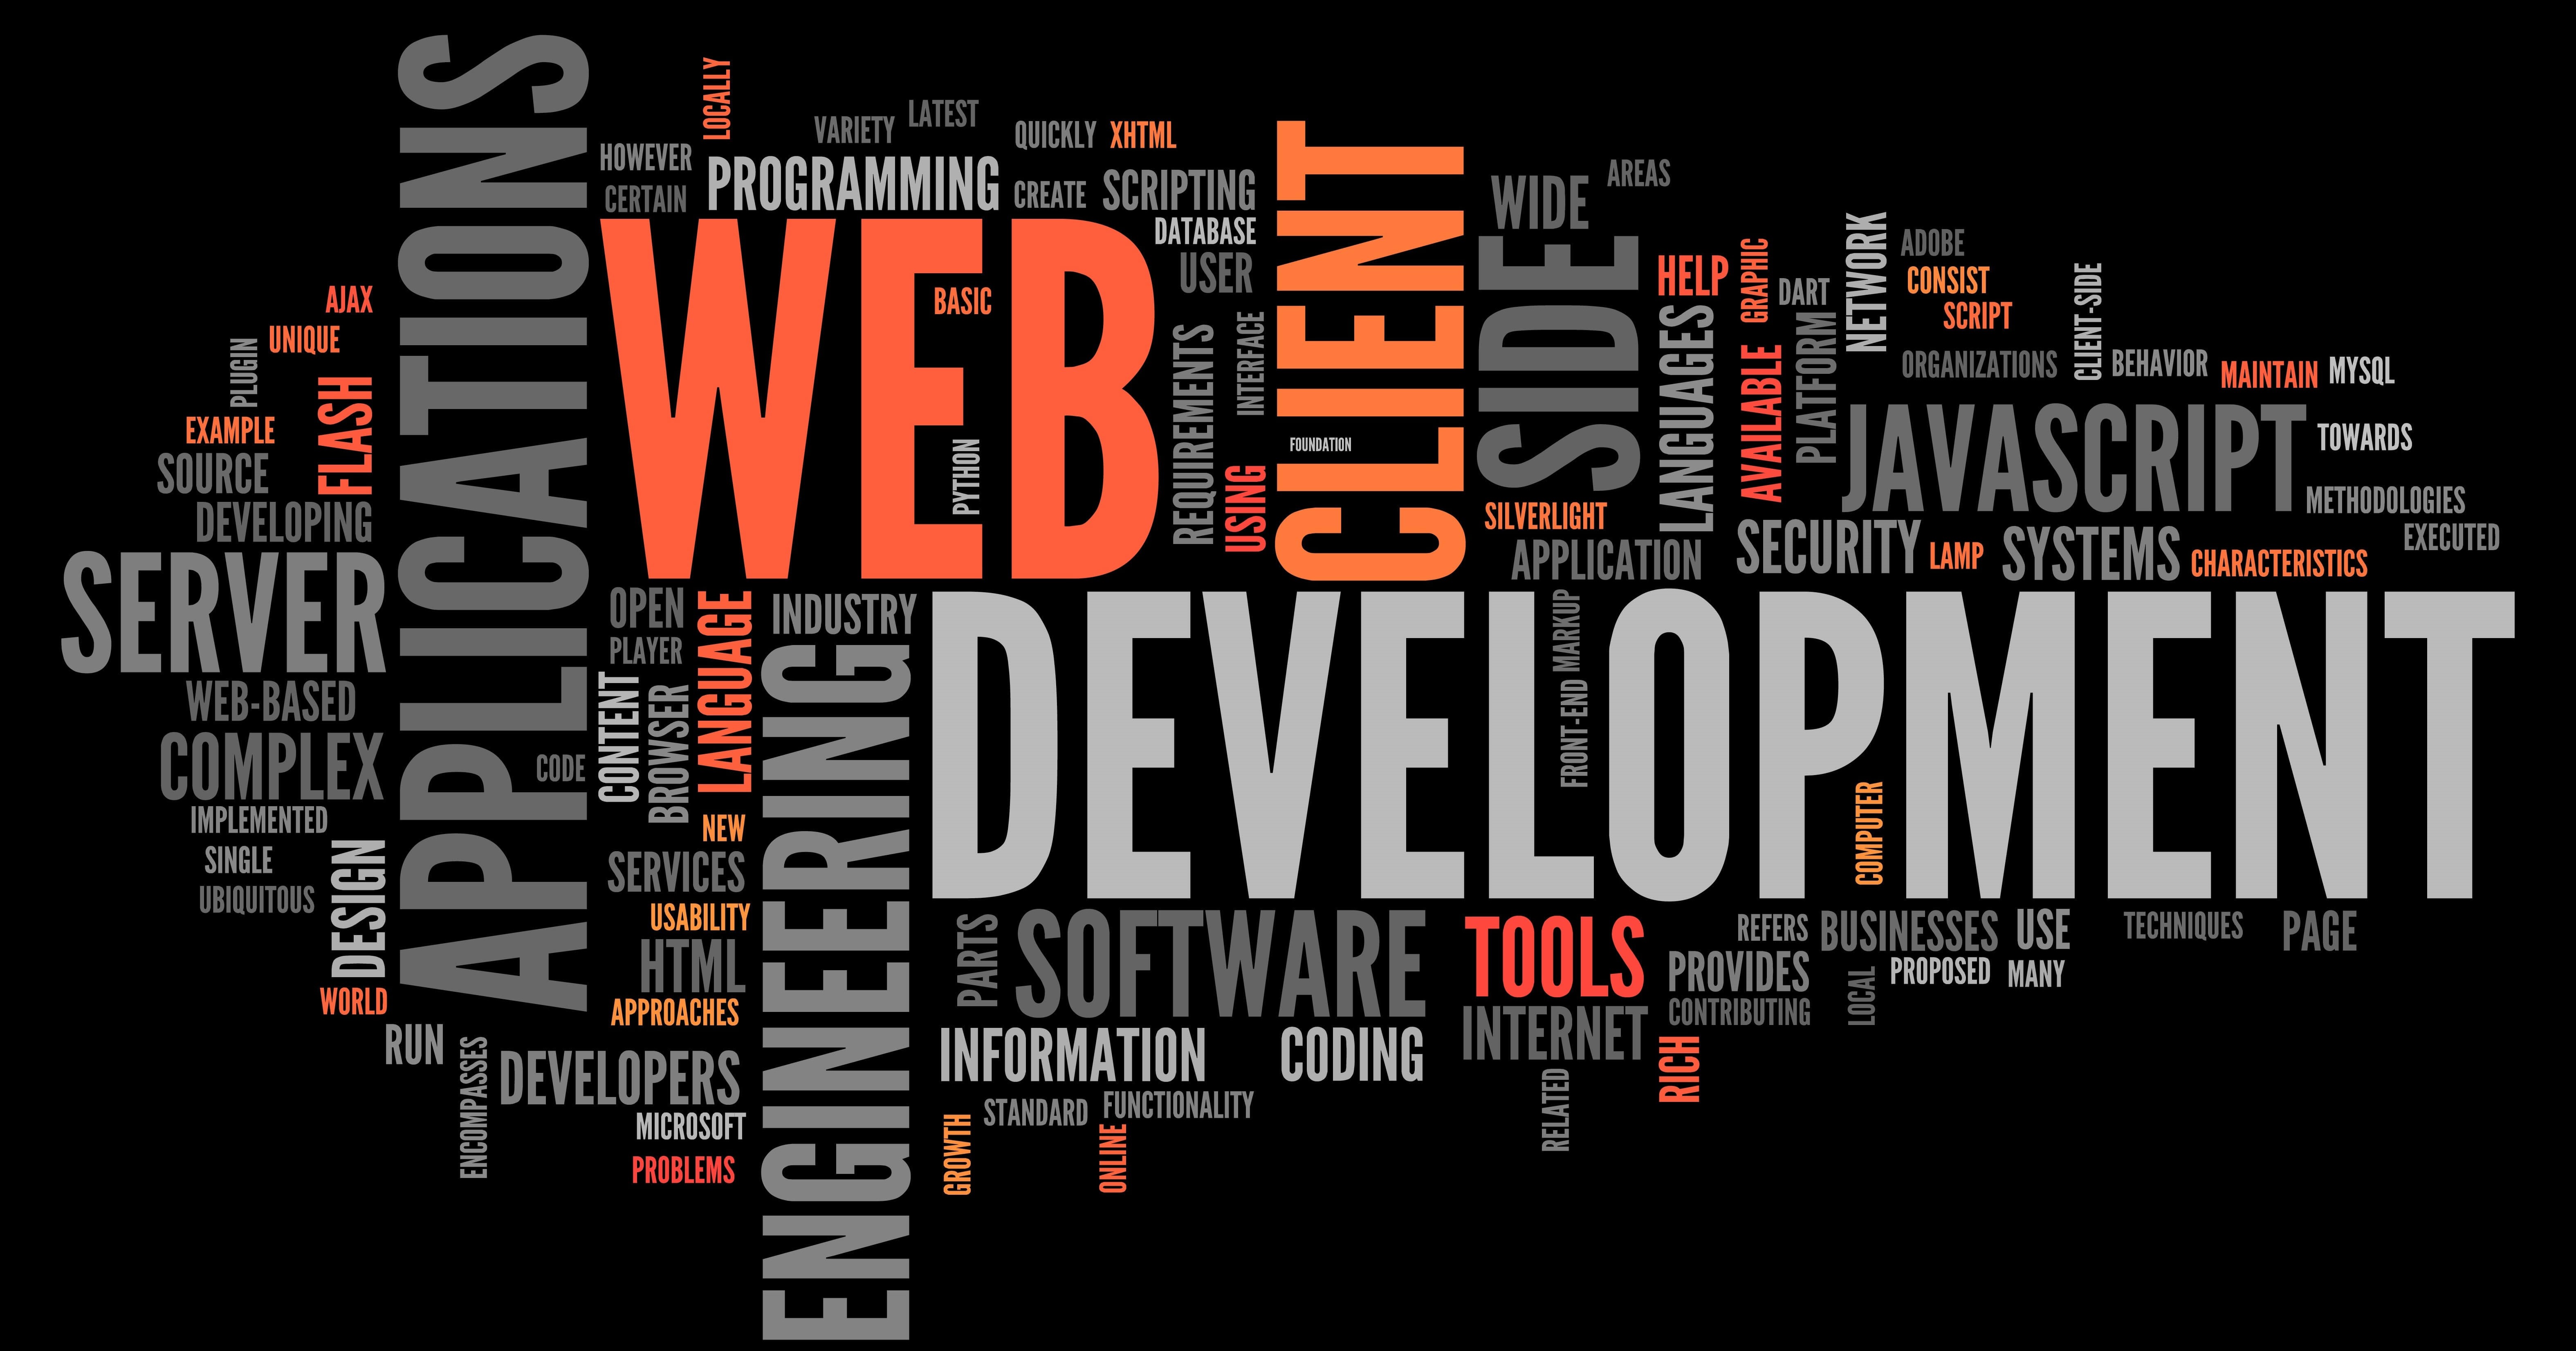 APPLICATIONS
LOCALLY
VARIETY
LATEST
HOWEVER
CERTAIN
PROGRAMMING
QUICKLY
XHTML
CREATE
SCRIPTING
DATABASE
USER
WEB
BASIC
PYTHON
REQUIREMENTS
INTERFACE
USING
CLIENT
FOUNDATION
WIDE
AREAS
SIDE
SILVERLIGHT
APPLICATION
HELP
LANGUAGES
GRAPHIC
AVAILABLE
DART
PLATFORM
NETWORK
ADOBE
CONSIST
SCRIPT
ORGANIZATIONS
CLIENT-SIDE
BEHAVIOR
MAINTAIN
MYSQL
JAVASCRIPT
TOWARDS
METHODOLOGIES
EXECUTED
SECURITY
LAMP
SYSTEMS
CHARACTERISTICS
AJAX
UNIQUE
PLUGIN
FLASH
EXAMPLE
SOURCE
DEVELOPING
SERVER
WEB-BASED
COMPLEX
CODE
IMPLEMENTED
SINGLE
UBIQUITOUS
DESIGN
WORLD
RUN
ENCOMPASSES
DEVELOPERS
MICROSOFT
PROBLEMS
OPEN
PLAYER
CONTENT
BROWSER
LANGUAGE
INDUSTRY
NEW
SERVICES
USABILITY
HTML
APPROACHES
ENGINEERING
DEVELOPMENT
MARKUP
FRONT-END
COMPUTER
PARTS
SOFTWARE
TOOLS
REFERS
BUSINESSES
USE
TECHNIQUES
PAGE
PROVIDES
PROPOSED
MANY
CONTRIBUTING
LOCAL
INFORMATION
CODING
INTERNET
RICH
RELATED
GROWTH
STANDARD
FUNCTIONALITY
ONLINE